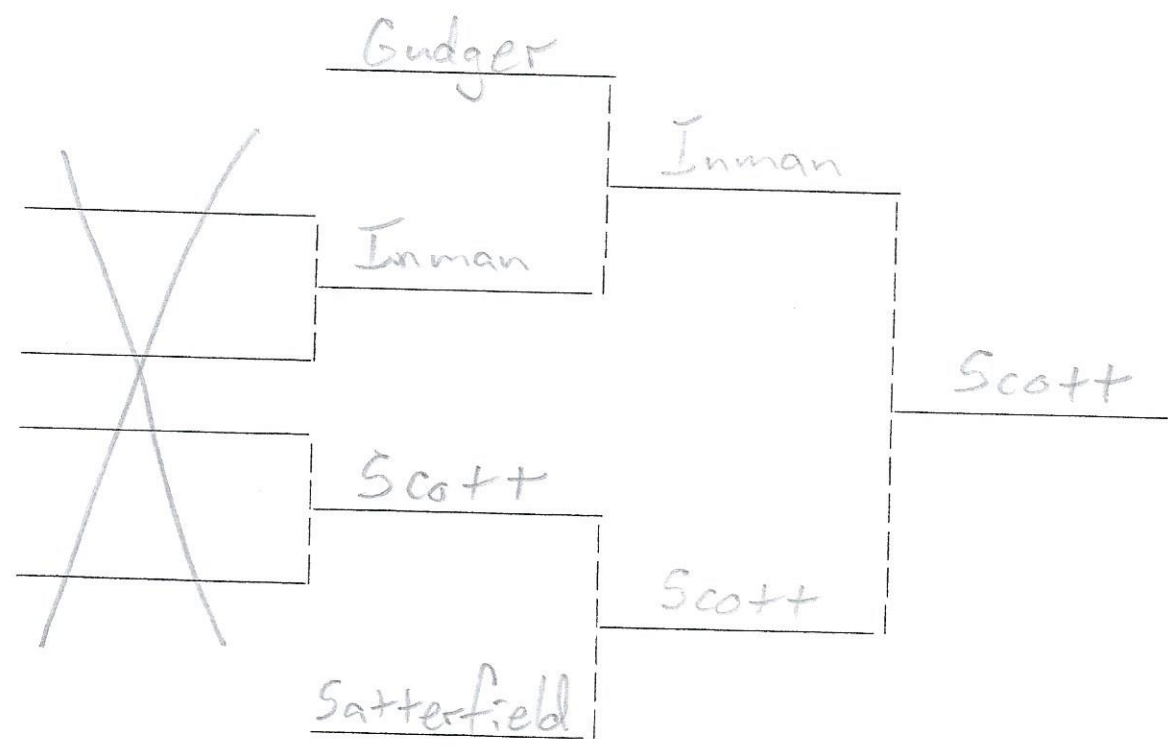 Gudger
Inman
Inman
Scott
Scott
Scott
Satterfield